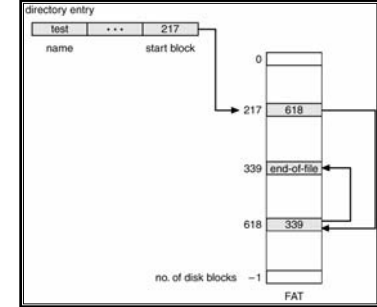 directory entry
test ... 217
name start block
0
217 618
339 end-of-file
618 339
no. of disk blocks –1
FAT